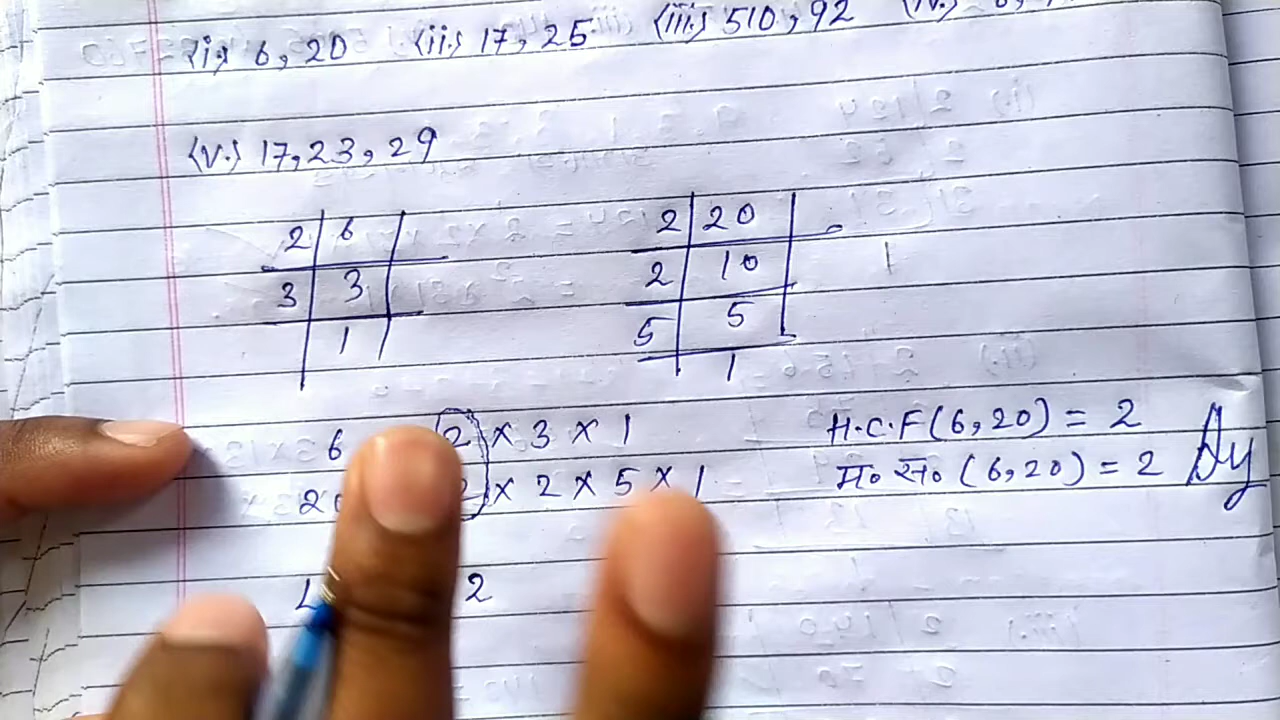 (i) 6, 20 (ii) 17, 25 (iii) 510, 92
(v.) 17, 23, 29
2 6
3 3
1
2 20
2 10
5 5
1
6 2 × 3 × 1
2 × 2 × 5 × 1
H.C.F (6, 20) = 2
म० स० (6, 20) = 2
L 2